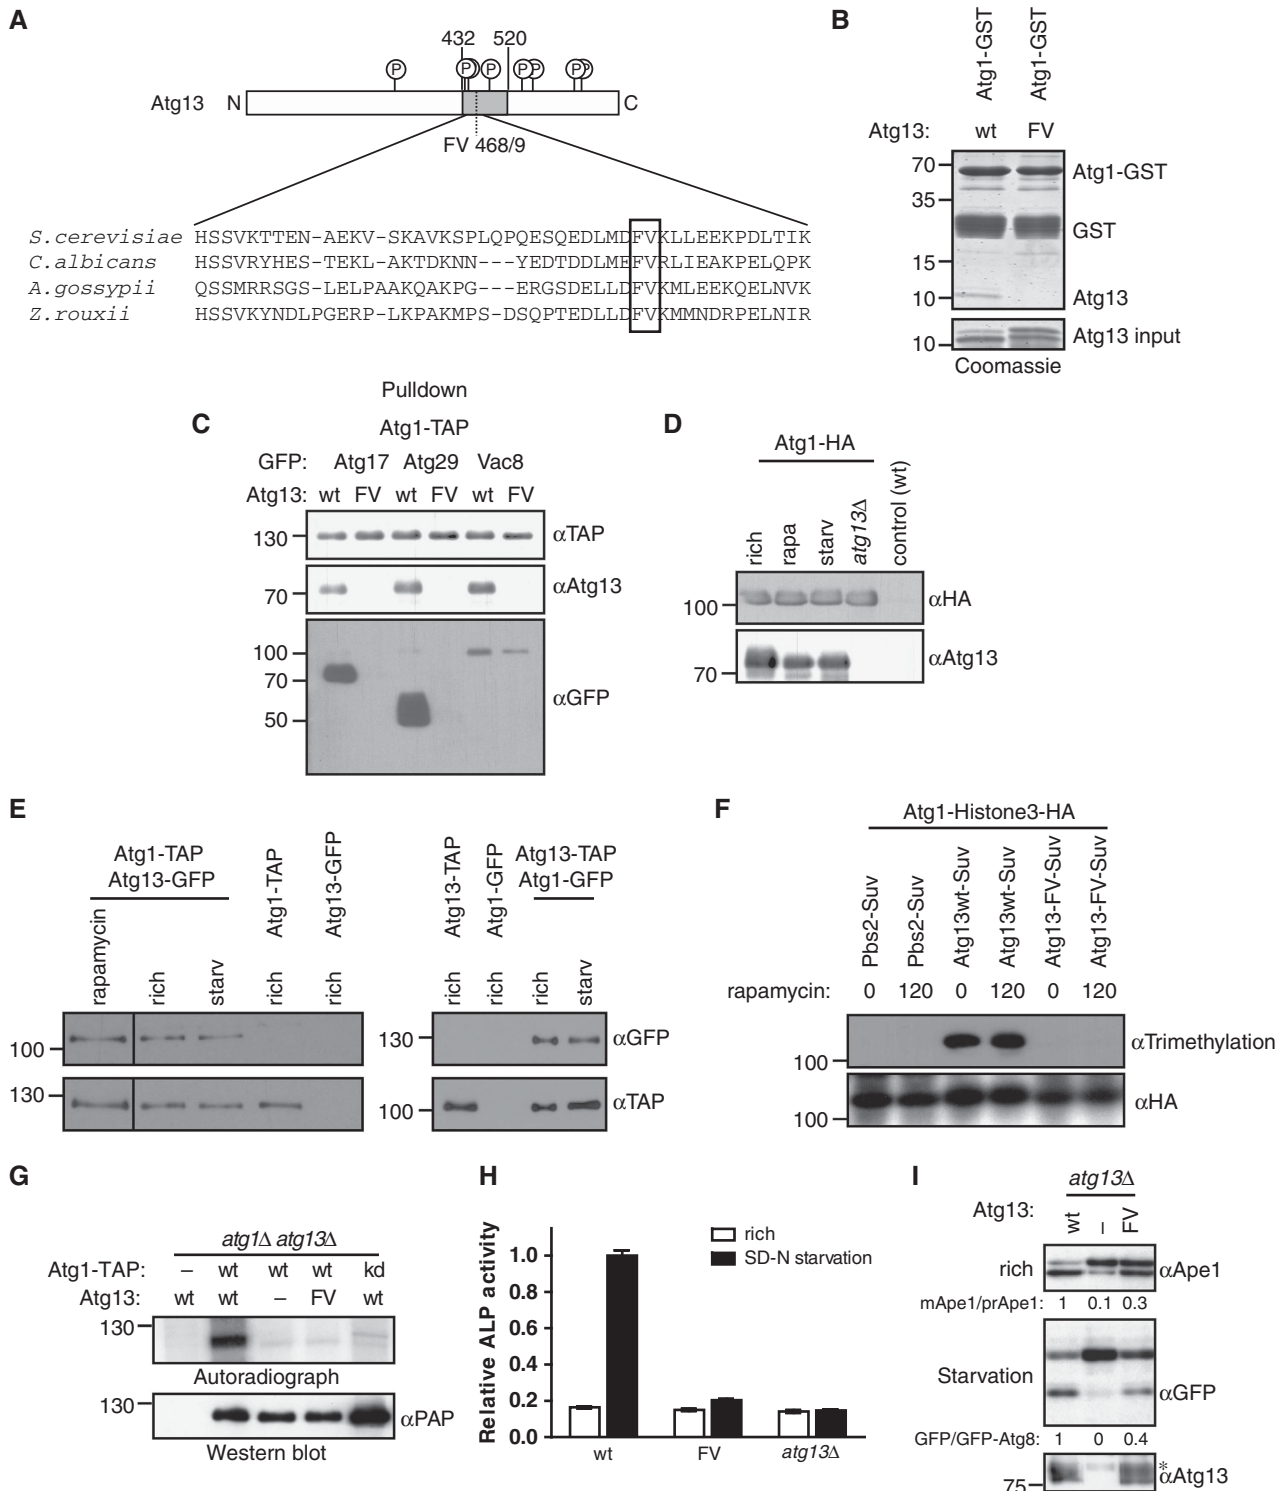 A
432 520
P P P P P P P
Atg13 N C
FV 468/9
S.cerevisiae HSSVKTTEN-AEKV-SKAVKSPLQPQESQEDLMDFVKLLEEKPDLTIK
C.albicans HSSVRYHES-TEKL-AKTDKNN---YEDTDDLMEFVRLIEAKPELQPK
A.gossypii QSSMRRSGS-LELPAAKQAKPG---ERGSDELLDFVKMLEEKQELNVK
Z.rouxii HSSVKYNDLPGERP-LKPAKMPS-DSQPTEDLLDFVKMMNDRPELNIR
B
Atg1-GST Atg1-GST
Atg13: wt FV
70 Atg1-GST
35
GST
15
10 Atg13
10 Atg13 input
Coomassie
C
Pulldown
Atg1-TAP
GFP: Atg17 Atg29 Vac8
Atg13: wt FV wt FV wt FV
130 αTAP
70 αAtg13
100
70
αGFP
50
D
Atg1-HA
rich rapa starv atg13Δ control (wt)
100 αHA
70 αAtg13
E
Atg1-TAP
Atg13-GFP
Atg1-TAP Atg13-GFP
rapamycin rich starv rich rich
100
130
Atg13-TAP Atg1-GFP
Atg13-TAP
Atg1-GFP
rich rich rich starv
130 αGFP
100 αTAP
F
Atg1-Histone3-HA
Pbs2-Suv Pbs2-Suv Atg13wt-Suv Atg13wt-Suv Atg13-FV-Suv Atg13-FV-Suv
rapamycin: 0 120 0 120 0 120
αTrimethylation
100
αHA
100
G
atg1Δ atg13Δ
Atg1-TAP: – wt wt wt kd
Atg13: wt wt – FV wt
130
Autoradiograph
130 αPAP
Western blot
H
Relative ALP activity
rich
SD-N starvation
1.0
0.8
0.6
0.4
0.2
0.0
wt FV atg13Δ
I
atg13Δ
Atg13: wt – FV
rich αApe1
mApe1/prApe1: 1 0.1 0.3
Starvation αGFP
GFP/GFP-Atg8: 1 0 0.4
*
75 αAtg13